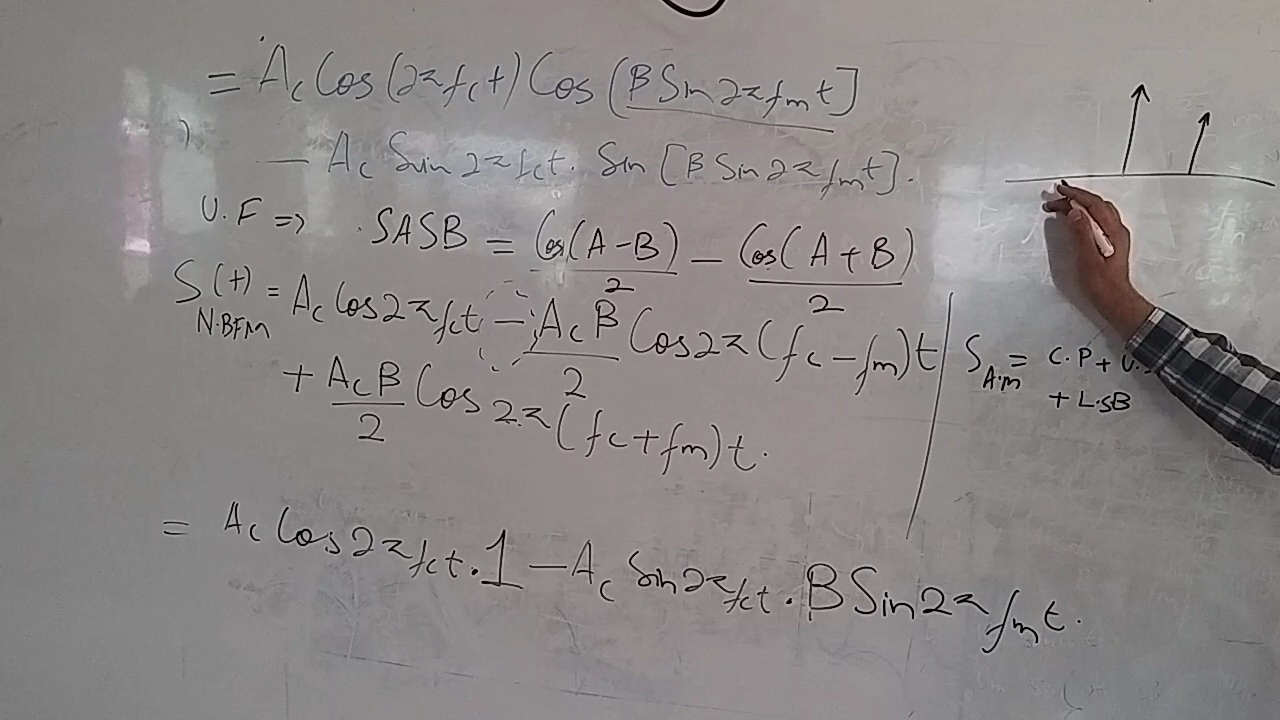 = Ac Cos(2πfct) Cos(β Sin 2πfmt]
- Ac Sin 2πfct. Sin [β Sin 2πfmt].
U.F => . SASB = Cos(A-B)/2 - Cos(A+B)/2
S(t) N.BFM = Ac Cos2πfct - Acβ/2 Cos2π(fc-fm)t
+ Acβ/2 Cos 2π(fc+fm)t.
= Ac Cos2πfct.1 - Ac Sin2πfct. β Sin2πfmt.
S A.m = C.P + U.
+ L.sB